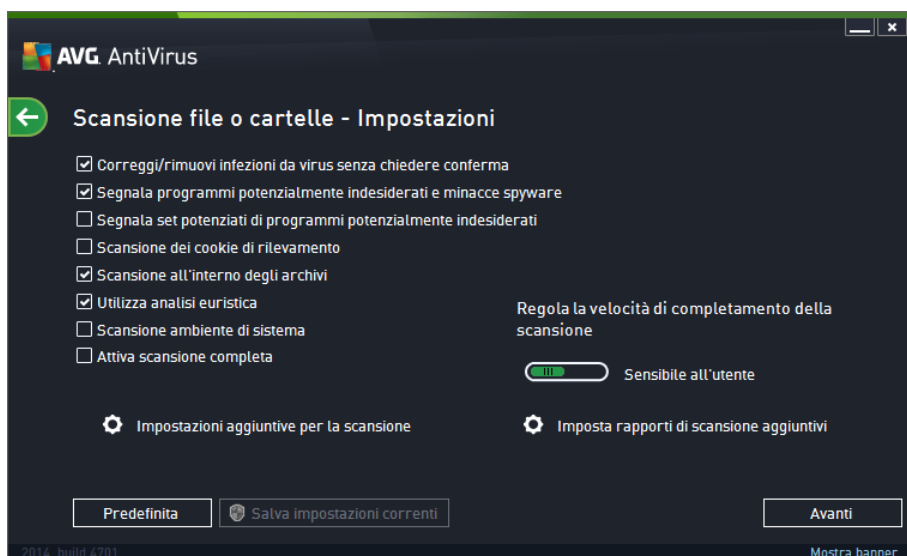 AVG. AntiVirus
Scansione file o cartelle - Impostazioni
Correggi/rimuovi infezioni da virus senza chiedere conferma
Segnala programmi potenzialmente indesiderati e minacce spyware
Segnala set potenziati di programmi potenzialmente indesiderati
Scansione dei cookie di rilevamento
Scansione all'interno degli archivi
Utilizza analisi euristica
Scansione ambiente di sistema
Attiva scansione completa
Regola la velocità di completamento della
scansione
Sensibile all'utente
Impostazioni aggiuntive per la scansione
Imposta rapporti di scansione aggiuntivi
Predefinita
Salva impostazioni correnti
Avanti
2014. build 4701
Mostra banner